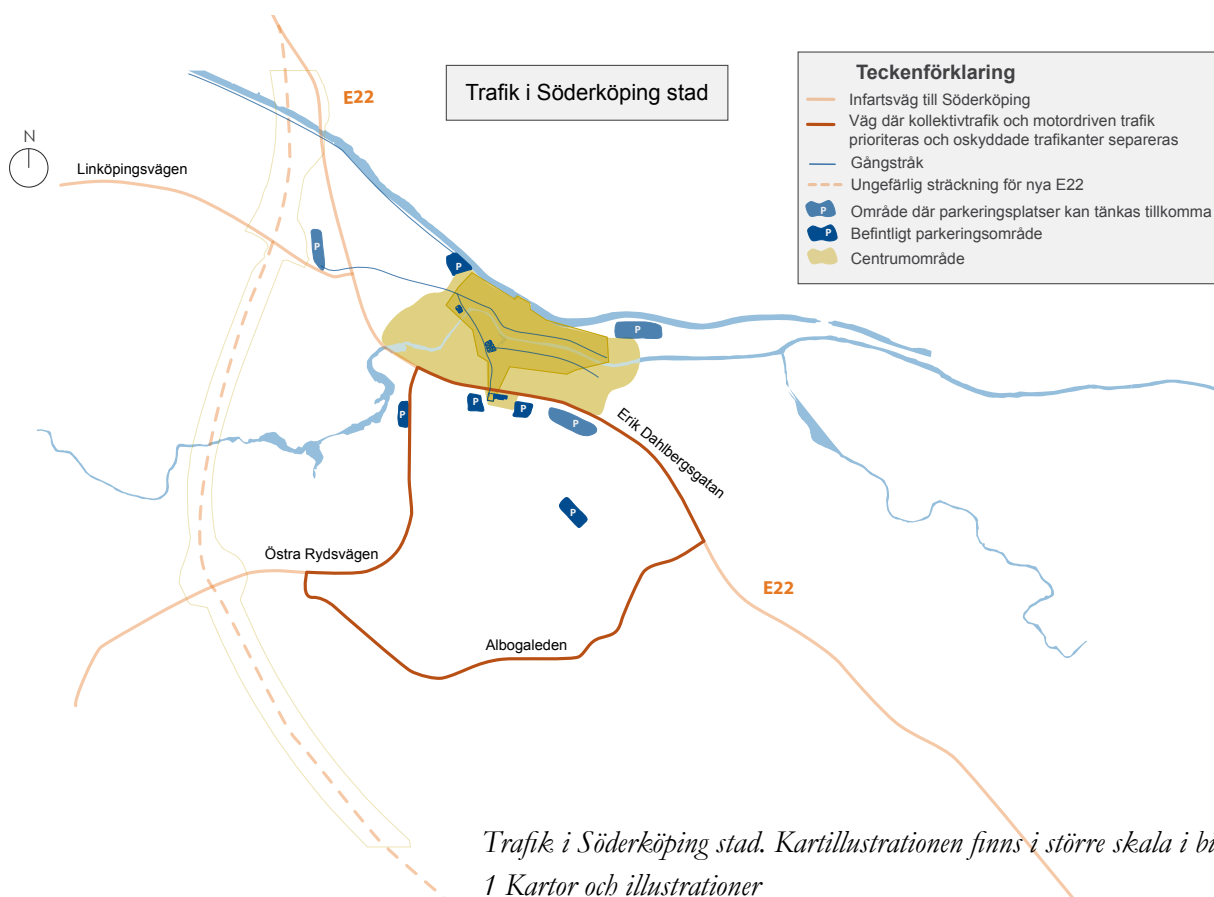 Trafik i Söderköping stad
Teckenförklaring
Infartsväg till Söderköping
Väg där kollektivtrafik och motordriven trafik
prioriteras och oskyddade trafikanter separeras
Gångstråk
Ungefärlig sträckning för nya E22
P Område där parkeringsplatser kan tänkas tillkomma
P Befintligt parkeringsområde
Centrumområde
E22
N
Linköpingsvägen
P
P
P
P
P
P
P
Erik Dahlbergsgatan
P
Östra Rydsvägen
E22
Albogaleden
Trafik i Söderköping stad. Kartillustrationen finns i större skala i
1 Kartor och illustrationer